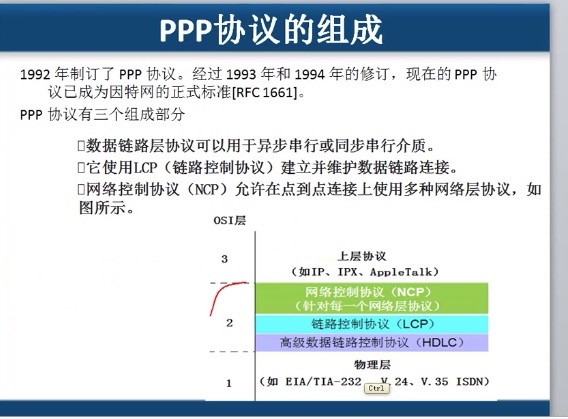 PPP协议的组成
1992 年制订了 PPP 协议。经过 1993 年和 1994 年的修订，现在的 PPP 协
议已成为因特网的正式标准[RFC 1661]。
PPP 协议有三个组成部分
□数据链路层协议可以用于异步串行或同步串行介质。
□它使用LCP（链路控制协议）建立并维护数据链路连接。
□网络控制协议（NCP）允许在点到点连接上使用多种网络层协议，如
图所示。
OSI层
3
上层协议
（如IP、IPX、AppleTalk）
网络控制协议（NCP）
（针对每一个网络层协议）
2
链路控制协议（LCP）
高级数据链路控制协议（HDLC）
物理层
1
（如 EIA/TIA-232 V.24、V.35 ISDN）
Ctrl